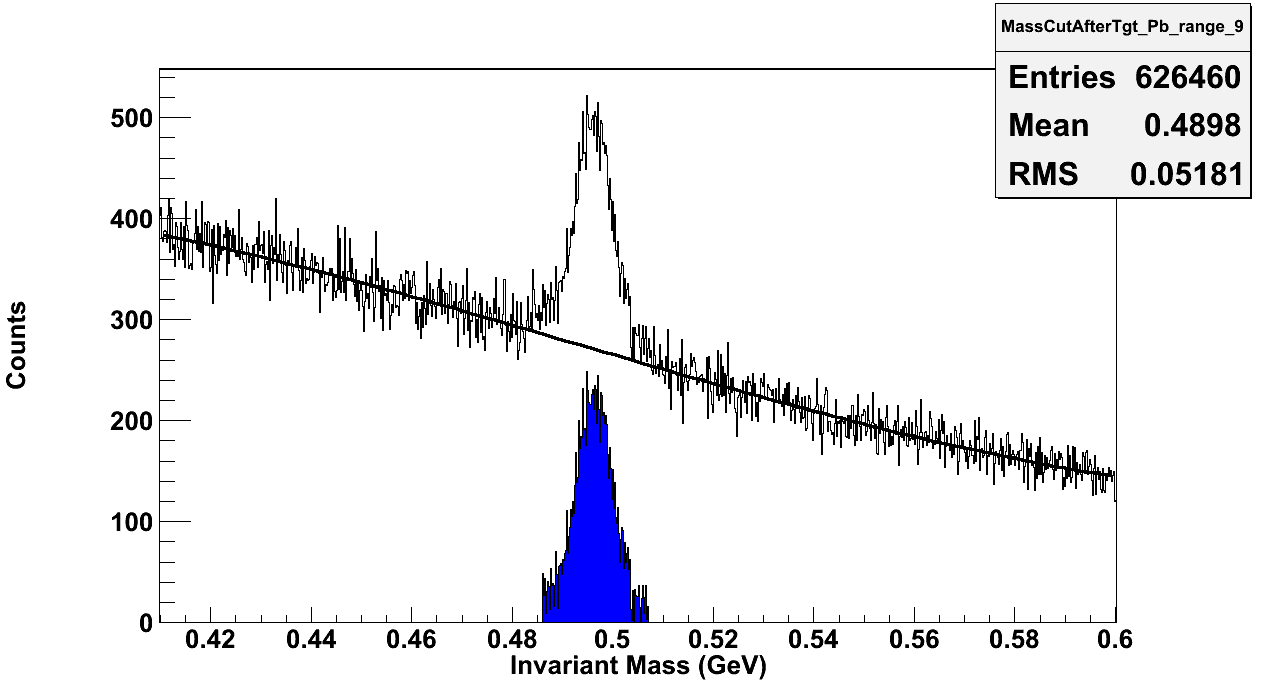 MassCutAfterTgt_Pb_range_9
Entries 626460
Mean 0.4898
RMS 0.05181
500
400
300
200
100
0
Counts
0.42 0.44 0.46 0.48 0.5 0.52 0.54 0.56 0.58 0.6
Invariant Mass (GeV)